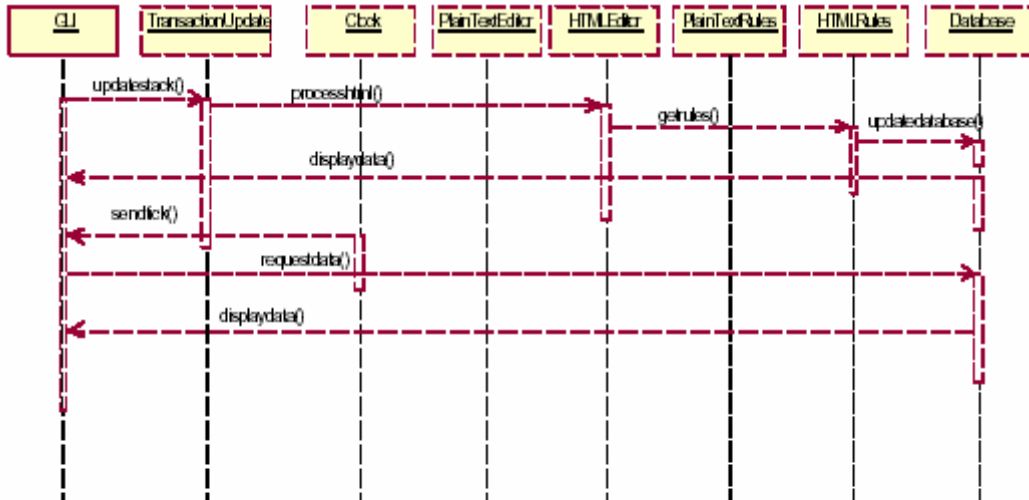 GUI
TransactionUpdate
Clock
PlainTextEditor
HTMLEditor
PlainTextRules
HTMLRules
Database
updatestack()
processhtml()
getrules()
updatedatabase()
displaydata()
sendtick()
requestdata()
displaydata()